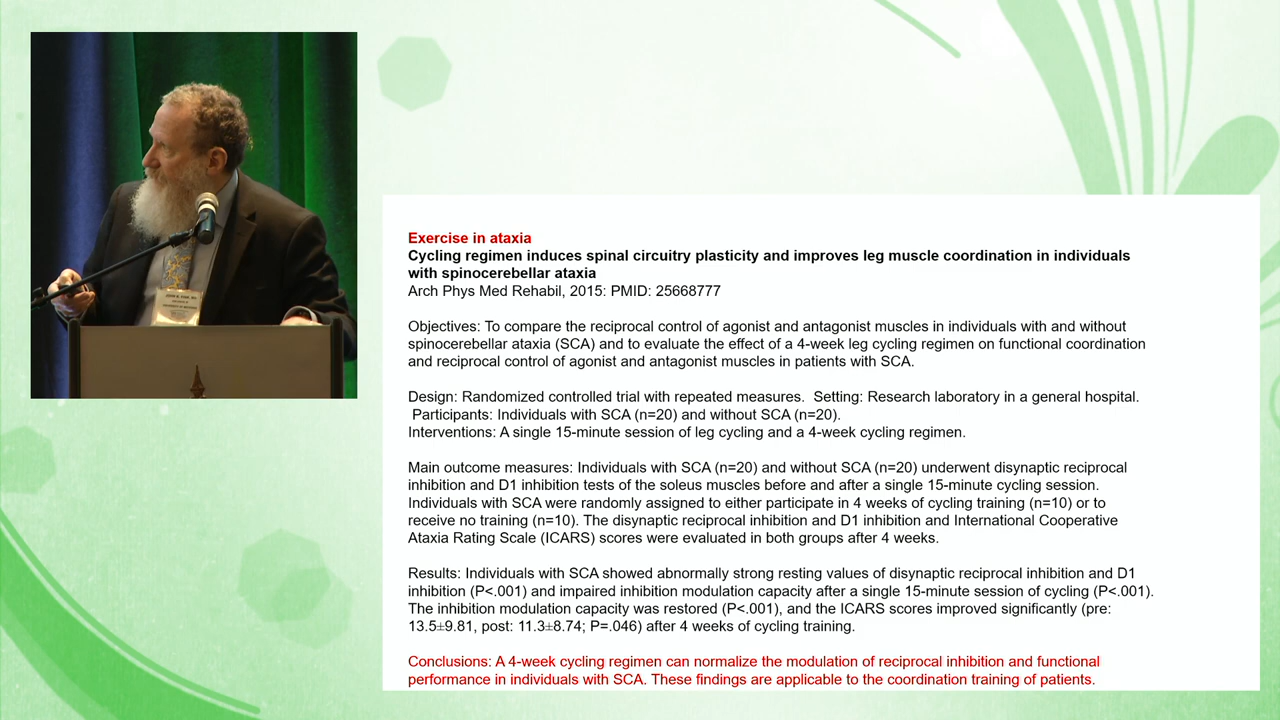 Exercise in ataxia
Cycling regimen induces spinal circuitry plasticity and improves leg muscle coordination in individuals
with spinocerebellar ataxia
Arch Phys Med Rehabil, 2015: PMID: 25668777
Objectives: To compare the reciprocal control of agonist and antagonist muscles in individuals with and without
spinocerebellar ataxia (SCA) and to evaluate the effect of a 4-week leg cycling regimen on functional coordination
and reciprocal control of agonist and antagonist muscles in patients with SCA.
Design: Randomized controlled trial with repeated measures.  Setting: Research laboratory in a general hospital.
Participants: Individuals with SCA (n=20) and without SCA (n=20).
Interventions: A single 15-minute session of leg cycling and a 4-week cycling regimen.
Main outcome measures: Individuals with SCA (n=20) and without SCA (n=20) underwent disynaptic reciprocal
inhibition and D1 inhibition tests of the soleus muscles before and after a single 15-minute cycling session.
Individuals with SCA were randomly assigned to either participate in 4 weeks of cycling training (n=10) or to
receive no training (n=10). The disynaptic reciprocal inhibition and D1 inhibition and International Cooperative
Ataxia Rating Scale (ICARS) scores were evaluated in both groups after 4 weeks.
Results: Individuals with SCA showed abnormally strong resting values of disynaptic reciprocal inhibition and D1
inhibition (P<.001) and impaired inhibition modulation capacity after a single 15-minute session of cycling (P<.001).
The inhibition modulation capacity was restored (P<.001), and the ICARS scores improved significantly (pre:
13.5±9.81, post: 11.3±8.74; P=.046) after 4 weeks of cycling training.
Conclusions: A 4-week cycling regimen can normalize the modulation of reciprocal inhibition and functional
performance in individuals with SCA. These findings are applicable to the coordination training of patients.